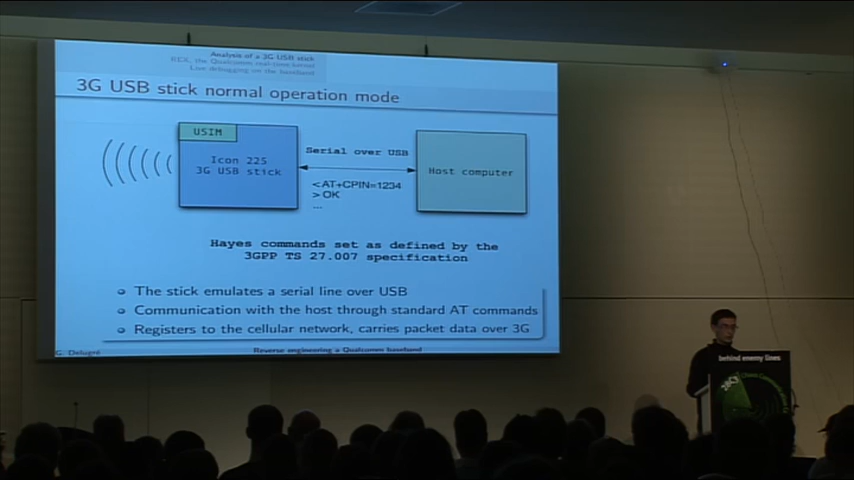 Analysis of a 3G USB stick
REX, the Qualcomm real-time kernel
Live debugging on the baseband
3G USB stick normal operation mode
USIM
Icon 225
3G USB stick
Serial over USB
<AT+CPIN=1234
>OK
...
Host computer
Hayes commands set as defined by the
3GPP TS 27.007 specification
The stick emulates a serial line over USB
Communication with the host through standard AT commands
Registers to the cellular network, carries packet data over 3G
G. Delugré
Reverse engineering a Qualcomm baseband
behind enemy lines